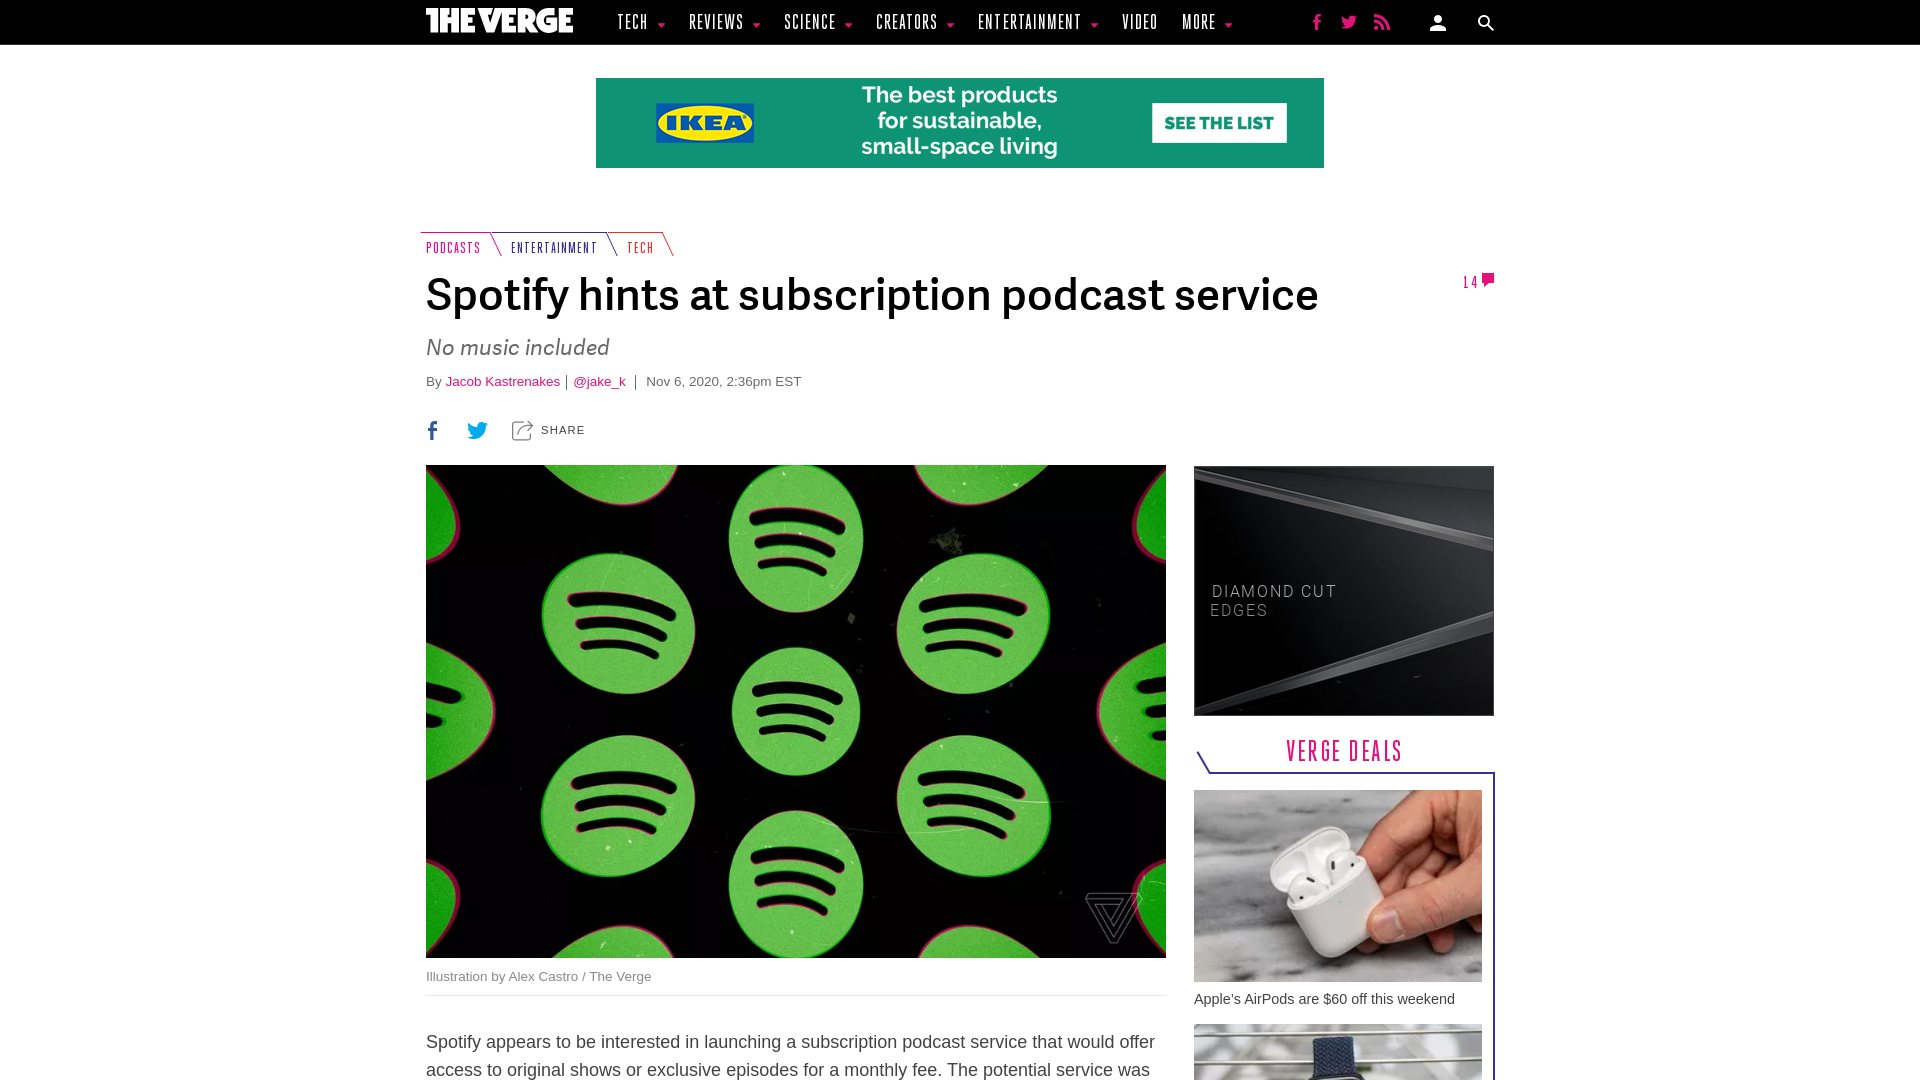 THE VERGE
TECH REVIEWS SCIENCE CREATORS ENTERTAINMENT VIDEO MORE
IKEA
The best products
for sustainable,
small-space living
SEE THE LIST
PODCASTS ENTERTAINMENT TECH
Spotify hints at subscription podcast service
14
No music included
By Jacob Kastrenakes | @jake_k | Nov 6, 2020, 2:36pm EST
SHARE
DIAMOND CUT
EDGES
VERGE DEALS
Illustration by Alex Castro / The Verge
Apple’s AirPods are $60 off this weekend
Spotify appears to be interested in launching a subscription podcast service that would offer
access to original shows or exclusive episodes for a monthly fee. The potential service was